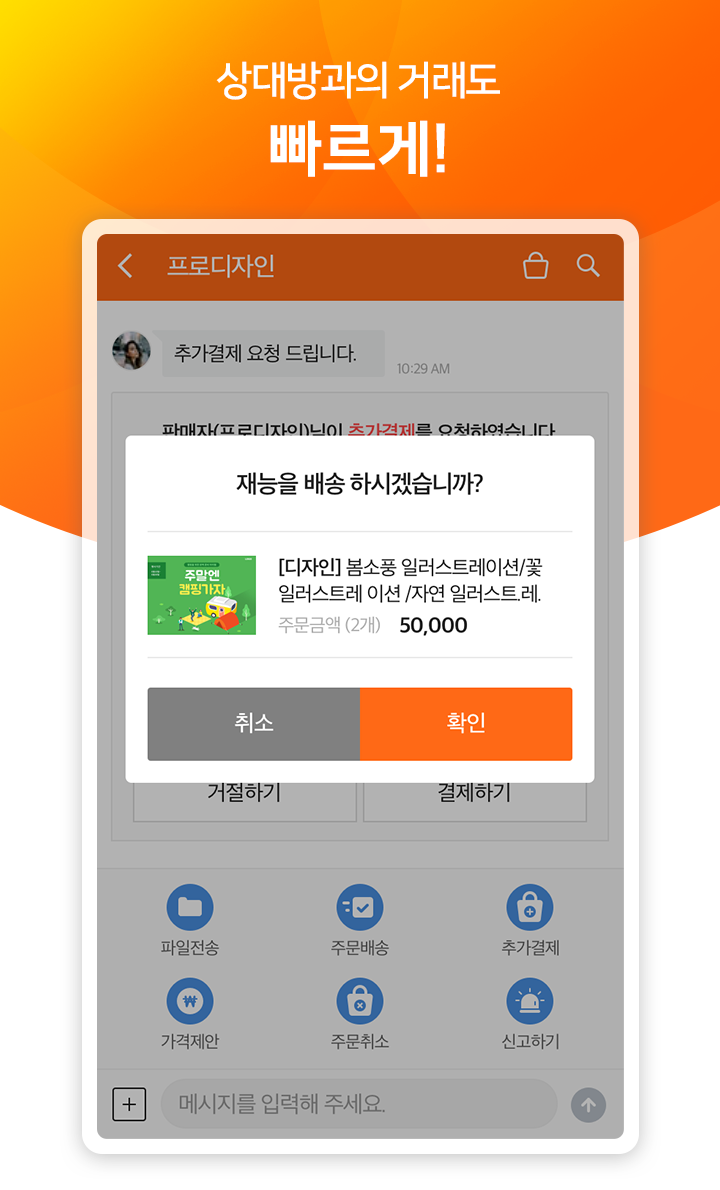 상대방과의 거래도
빠르게!
프로디자인
추가결제 요청 드립니다.
10:29 AM
판매자(프로디자인)님이 추가결제를 요청하였습니다
재능을 배송 하시겠습니까?
주말엔
캠핑가자
[디자인] 봄소풍 일러스트레이션/꽃
일러스트레 이션 /자연 일러스트.레.
주문금액 (2개) 50,000
취소 확인
거절하기 결제하기
파일전송 주문배송 추가결제
가격제안 주문취소 신고하기
메시지를 입력해 주세요.